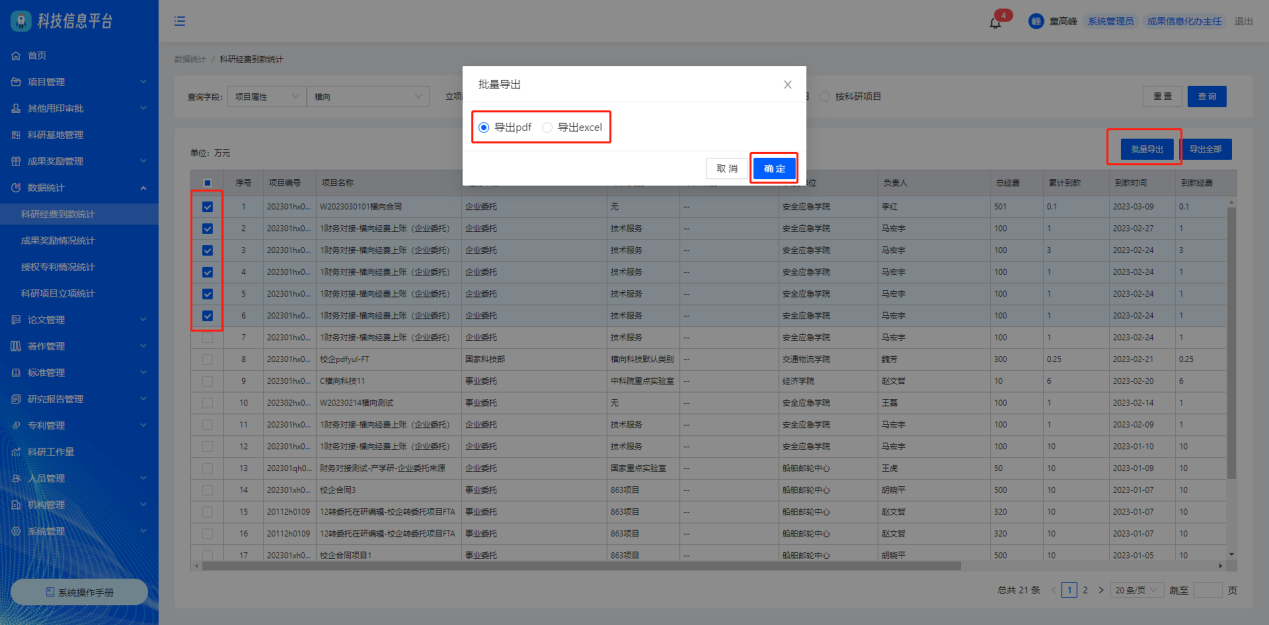 科技信息平台
4
峰 童高峰 系统管理员 成果信息化办主任 退出
首页
项目管理
其他用印审批
科研基地管理
成果奖励管理
数据统计
科研经费到款统计
成果奖励情况统计
授权专利情况统计
科研项目立项统计
论文管理
著作管理
标准管理
研究报告管理
专利管理
科研工作量
人员管理
机构管理
系统管理
系统操作手册
数据统计 / 科研经费到款统计
查询字段: 项目属性 横向 立项 按科研项目 重置 查询
批量导出
导出pdf 导出excel
取消 确定
单位: 万元 批量导出 导出全部
序号 项目编号 项目名称 负责人 总经费 累计到款 到款时间 到款经费
1 202301hx0... W2023030101横向合同 企业委托 无 -- 安全应急学院 李红 501 0.1 2023-03-09 0.1
2 202301hx0... 1财务对接-横向经费上账（企业委托） 企业委托 技术服务 -- 安全应急学院 马宏宇 100 1 2023-02-27 1
3 202301hx0... 1财务对接-横向经费上账（企业委托） 企业委托 技术服务 -- 安全应急学院 马宏宇 100 3 2023-02-24 3
4 202301hx0... 1财务对接-横向经费上账（企业委托） 企业委托 技术服务 -- 安全应急学院 马宏宇 100 1 2023-02-24 1
5 202301hx0... 1财务对接-横向经费上账（企业委托） 企业委托 技术服务 -- 安全应急学院 马宏宇 100 1 2023-02-24 1
6 202301hx0... 1财务对接-横向经费上账（企业委托） 企业委托 技术服务 -- 安全应急学院 马宏宇 100 1 2023-02-24 1
7 202301hx0... 1财务对接-横向经费上账（企业委托） 企业委托 技术服务 -- 安全应急学院 马宏宇 100 1 2023-02-24 1
8 202301hx0... 校企pdfyul-FT 国家科技部 横向科技默认类别 -- 交通物流学院 魏芳 300 0.25 2023-02-21 0.25
9 202301hx0... C横向科技11 事业委托 中科院重点实验室 -- 经济学院 赵文哲 10 6 2023-02-20 6
10 202302hx0... W20230214横向测试 事业委托 无 -- 安全应急学院 王磊 100 1 2023-02-14 1
11 202301hx0... 1财务对接-横向经费上账（企业委托） 企业委托 技术服务 -- 安全应急学院 马宏宇 100 1 2023-02-09 1
12 202301hx0... 1财务对接-横向经费上账（企业委托） 企业委托 技术服务 -- 安全应急学院 马宏宇 100 10 2023-01-10 10
13 202301qh0... 财务对接测试-产学研-企业委托来源 企业委托 国家重点实验室 -- 船舶邮轮中心 王虎 50 10 2023-01-09 10
14 202301xh0... 校企合同3 事业委托 863项目 -- 船舶邮轮中心 胡晓平 500 10 2023-01-07 10
15 20112h0109 12转委托在研编辑-校企转委托项目FTA 事业委托 863项目 -- 船舶邮轮中心 赵文哲 320 10 2023-01-07 10
16 20112h0109 12转委托在研编辑-校企转委托项目FTA 事业委托 863项目 -- 船舶邮轮中心 赵文哲 320 10 2023-01-07 10
17 202301xh0... 校企合同项目1 事业委托 863项目 -- 船舶邮轮中心 胡晓平 500 10 2023-01-05 10
总共 21 条 1 2 20 条/页 跳至 页